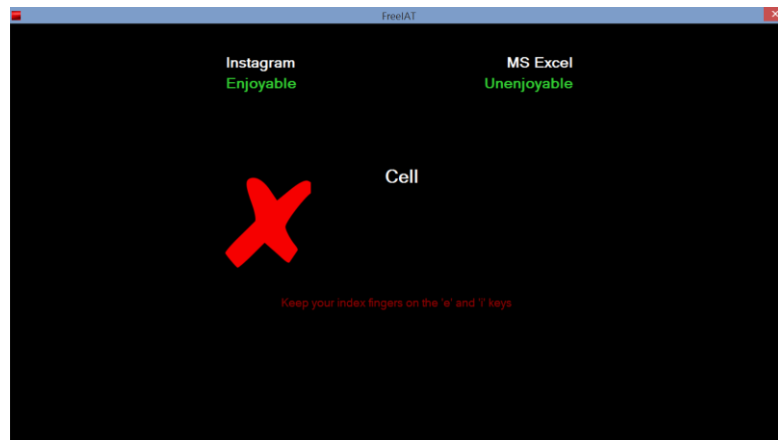 FreeIAT
Instagram MS Excel
Enjoyable Unenjoyable
Cell
Keep your index fingers on the 'e' and 'i' keys